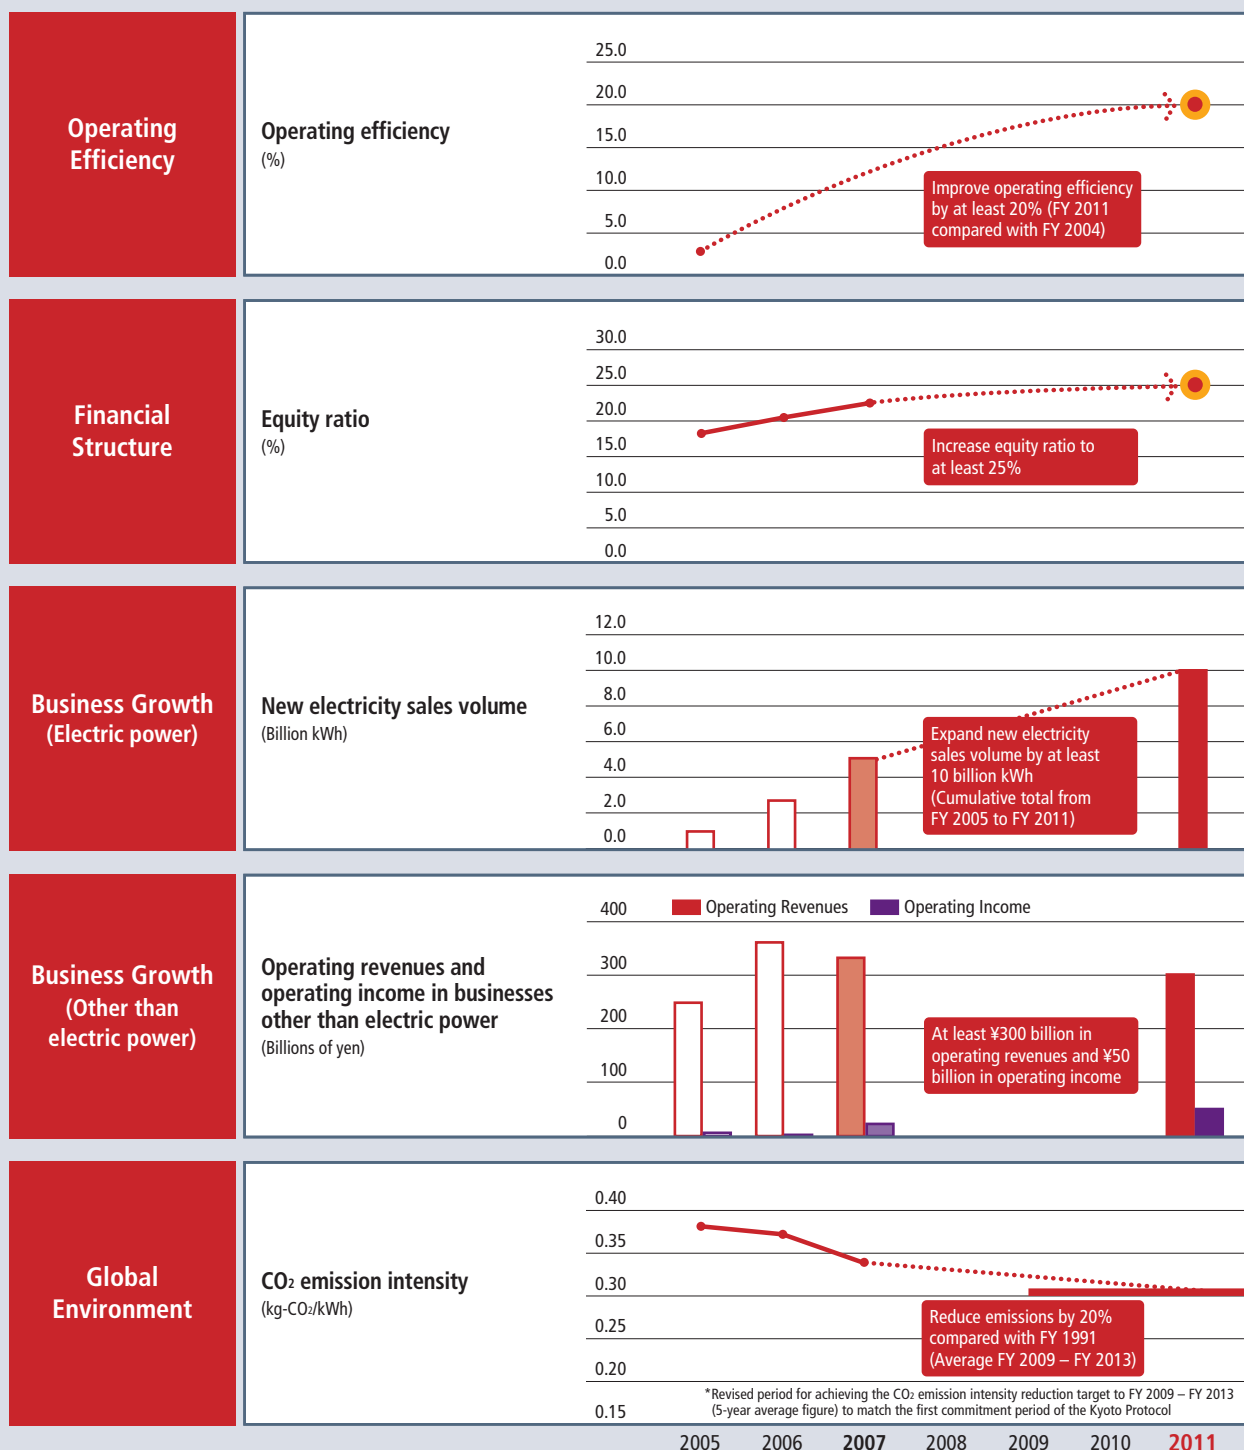 Operating
Efficiency
Operating efficiency
(%)
25.0
20.0
15.0
10.0
5.0
0.0
Improve operating efficiency
by at least 20% (FY 2011
compared with FY 2004)
Financial
Structure
Equity ratio
(%)
30.0
25.0
20.0
15.0
10.0
5.0
0.0
Increase equity ratio to
at least 25%
Business Growth
(Electric power)
New electricity sales volume
(Billion kWh)
12.0
10.0
8.0
6.0
4.0
2.0
0.0
Expand new electricity
sales volume by at least
10 billion kWh
(Cumulative total from
FY 2005 to FY 2011)
Business Growth
(Other than
electric power)
Operating revenues and
operating income in businesses
other than electric power
(Billions of yen)
400
300
200
100
0
Operating Revenues
Operating Income
At least ¥300 billion in
operating revenues and ¥50
billion in operating income
Global
Environment
CO₂ emission intensity
(kg-CO₂/kWh)
0.40
0.35
0.30
0.25
0.20
0.15
Reduce emissions by 20%
compared with FY 1991
(Average FY 2009 – FY 2013)
*Revised period for achieving the CO₂ emission intensity reduction target to FY 2009 – FY 2013
(5-year average figure) to match the first commitment period of the Kyoto Protocol
2005 2006 2007 2008 2009 2010 2011